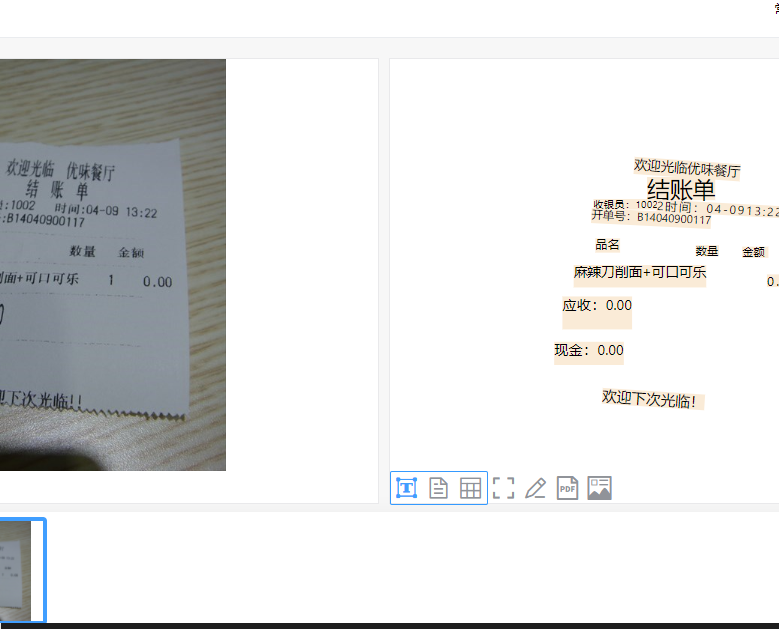 常
欢迎光临 优味餐厅
结 账 单
:1002 时间:04-09 13:22
:B14040900117
数量 金额
削面+可口可乐 1 0.00
迎下次光临!!
欢迎光临优味餐厅
结账单
收银员：10022时间：04-0913:22
开单号：B14040900117
品名 数量 金额
麻辣刀削面+可口可乐 0.
应收：0.00
现金：0.00
欢迎下次光临！
T
PDF